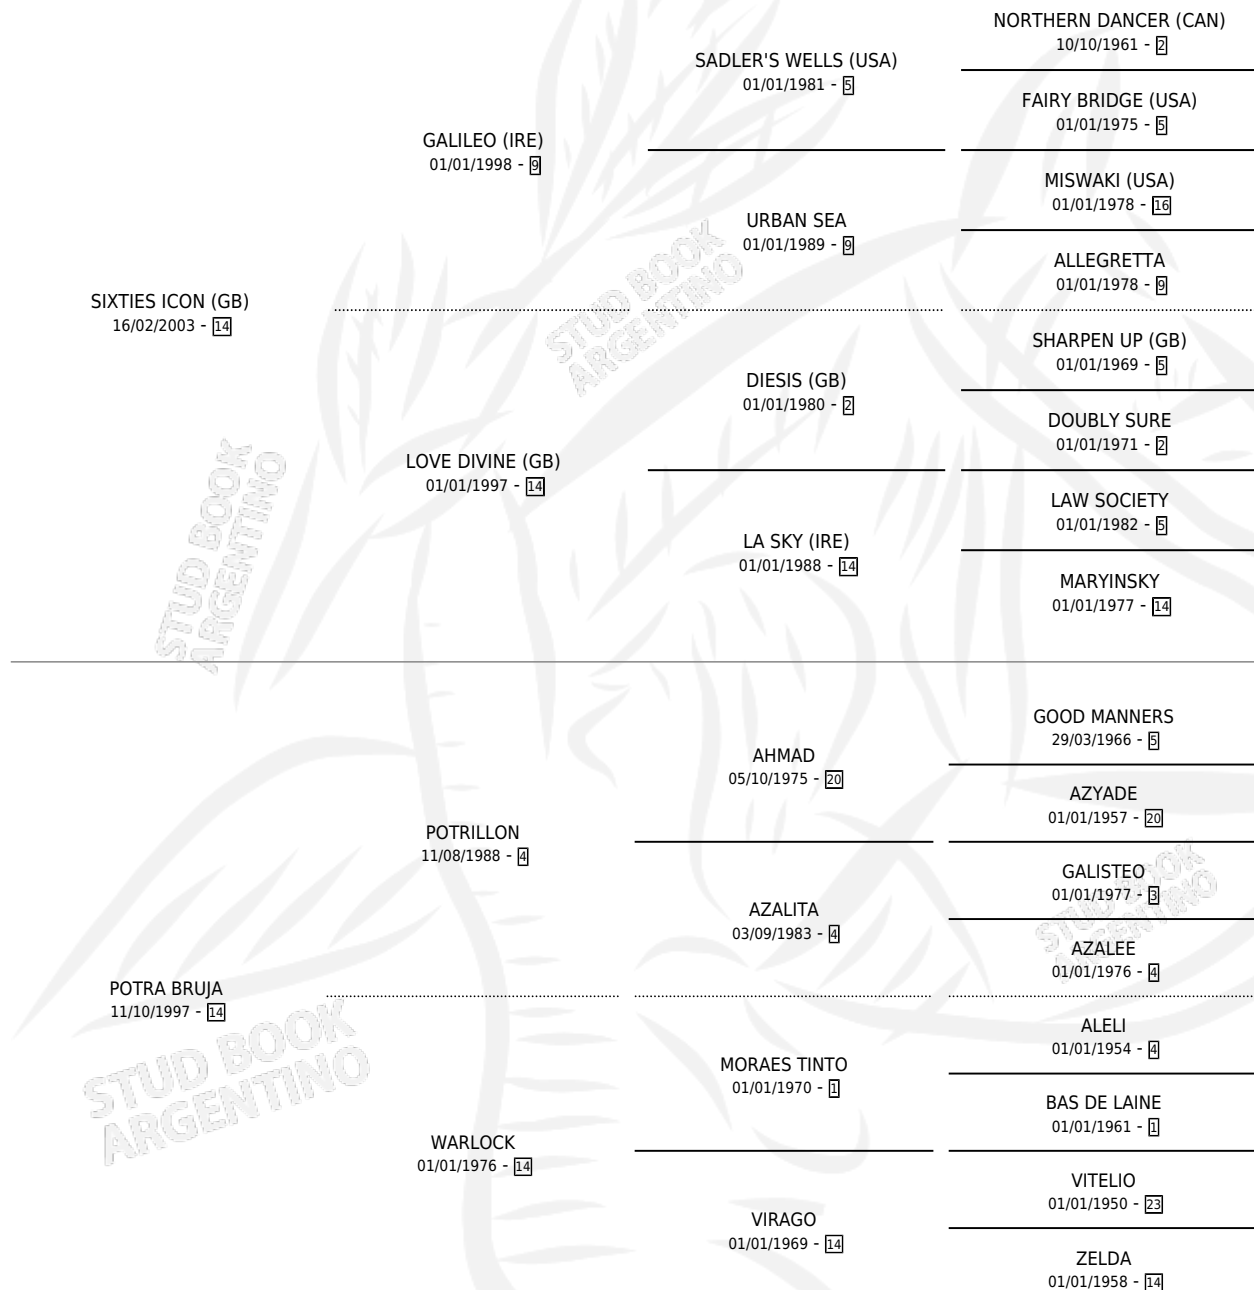 NORTHERN DANCER (CAN)
10/10/1961 - 2
SADLER'S WELLS (USA)
01/01/1981 - 5
FAIRY BRIDGE (USA)
01/01/1975 - 5
GALILEO (IRE)
01/01/1998 - 9
MISWAKI (USA)
01/01/1978 - 16
URBAN SEA
01/01/1989 - 9
ALLEGRETTA
01/01/1978 - 9
SIXTIES ICON (GB)
16/02/2003 - 14
STUD BOOK
ARGENTINO
SHARPEN UP (GB)
01/01/1969 - 5
DIESIS (GB)
01/01/1980 - 2
DOUBLY SURE
01/01/1971 - 2
LOVE DIVINE (GB)
01/01/1997 - 14
LAW SOCIETY
01/01/1982 - 5
LA SKY (IRE)
01/01/1988 - 14
MARYINSKY
01/01/1977 - 14
STUD BOOK
ARGENTINO
GOOD MANNERS
29/03/1966 - 5
AHMAD
05/10/1975 - 20
AZYADE
01/01/1957 - 20
POTRILLON
11/08/1988 - 4
GALISTEO
01/01/1977 - 3
AZALITA
03/09/1983 - 4
STUD BOOK
ARGENTINO
AZALEE
01/01/1976 - 4
POTRA BRUJA
11/10/1997 - 14
STUD BOOK
ARGENTINO
ALELI
01/01/1954 - 4
MORAES TINTO
01/01/1970 - 1
BAS DE LAINE
01/01/1961 - 1
WARLOCK
01/01/1976 - 14
VITELIO
01/01/1950 - 23
VIRAGO
01/01/1969 - 14
ZELDA
01/01/1958 - 14